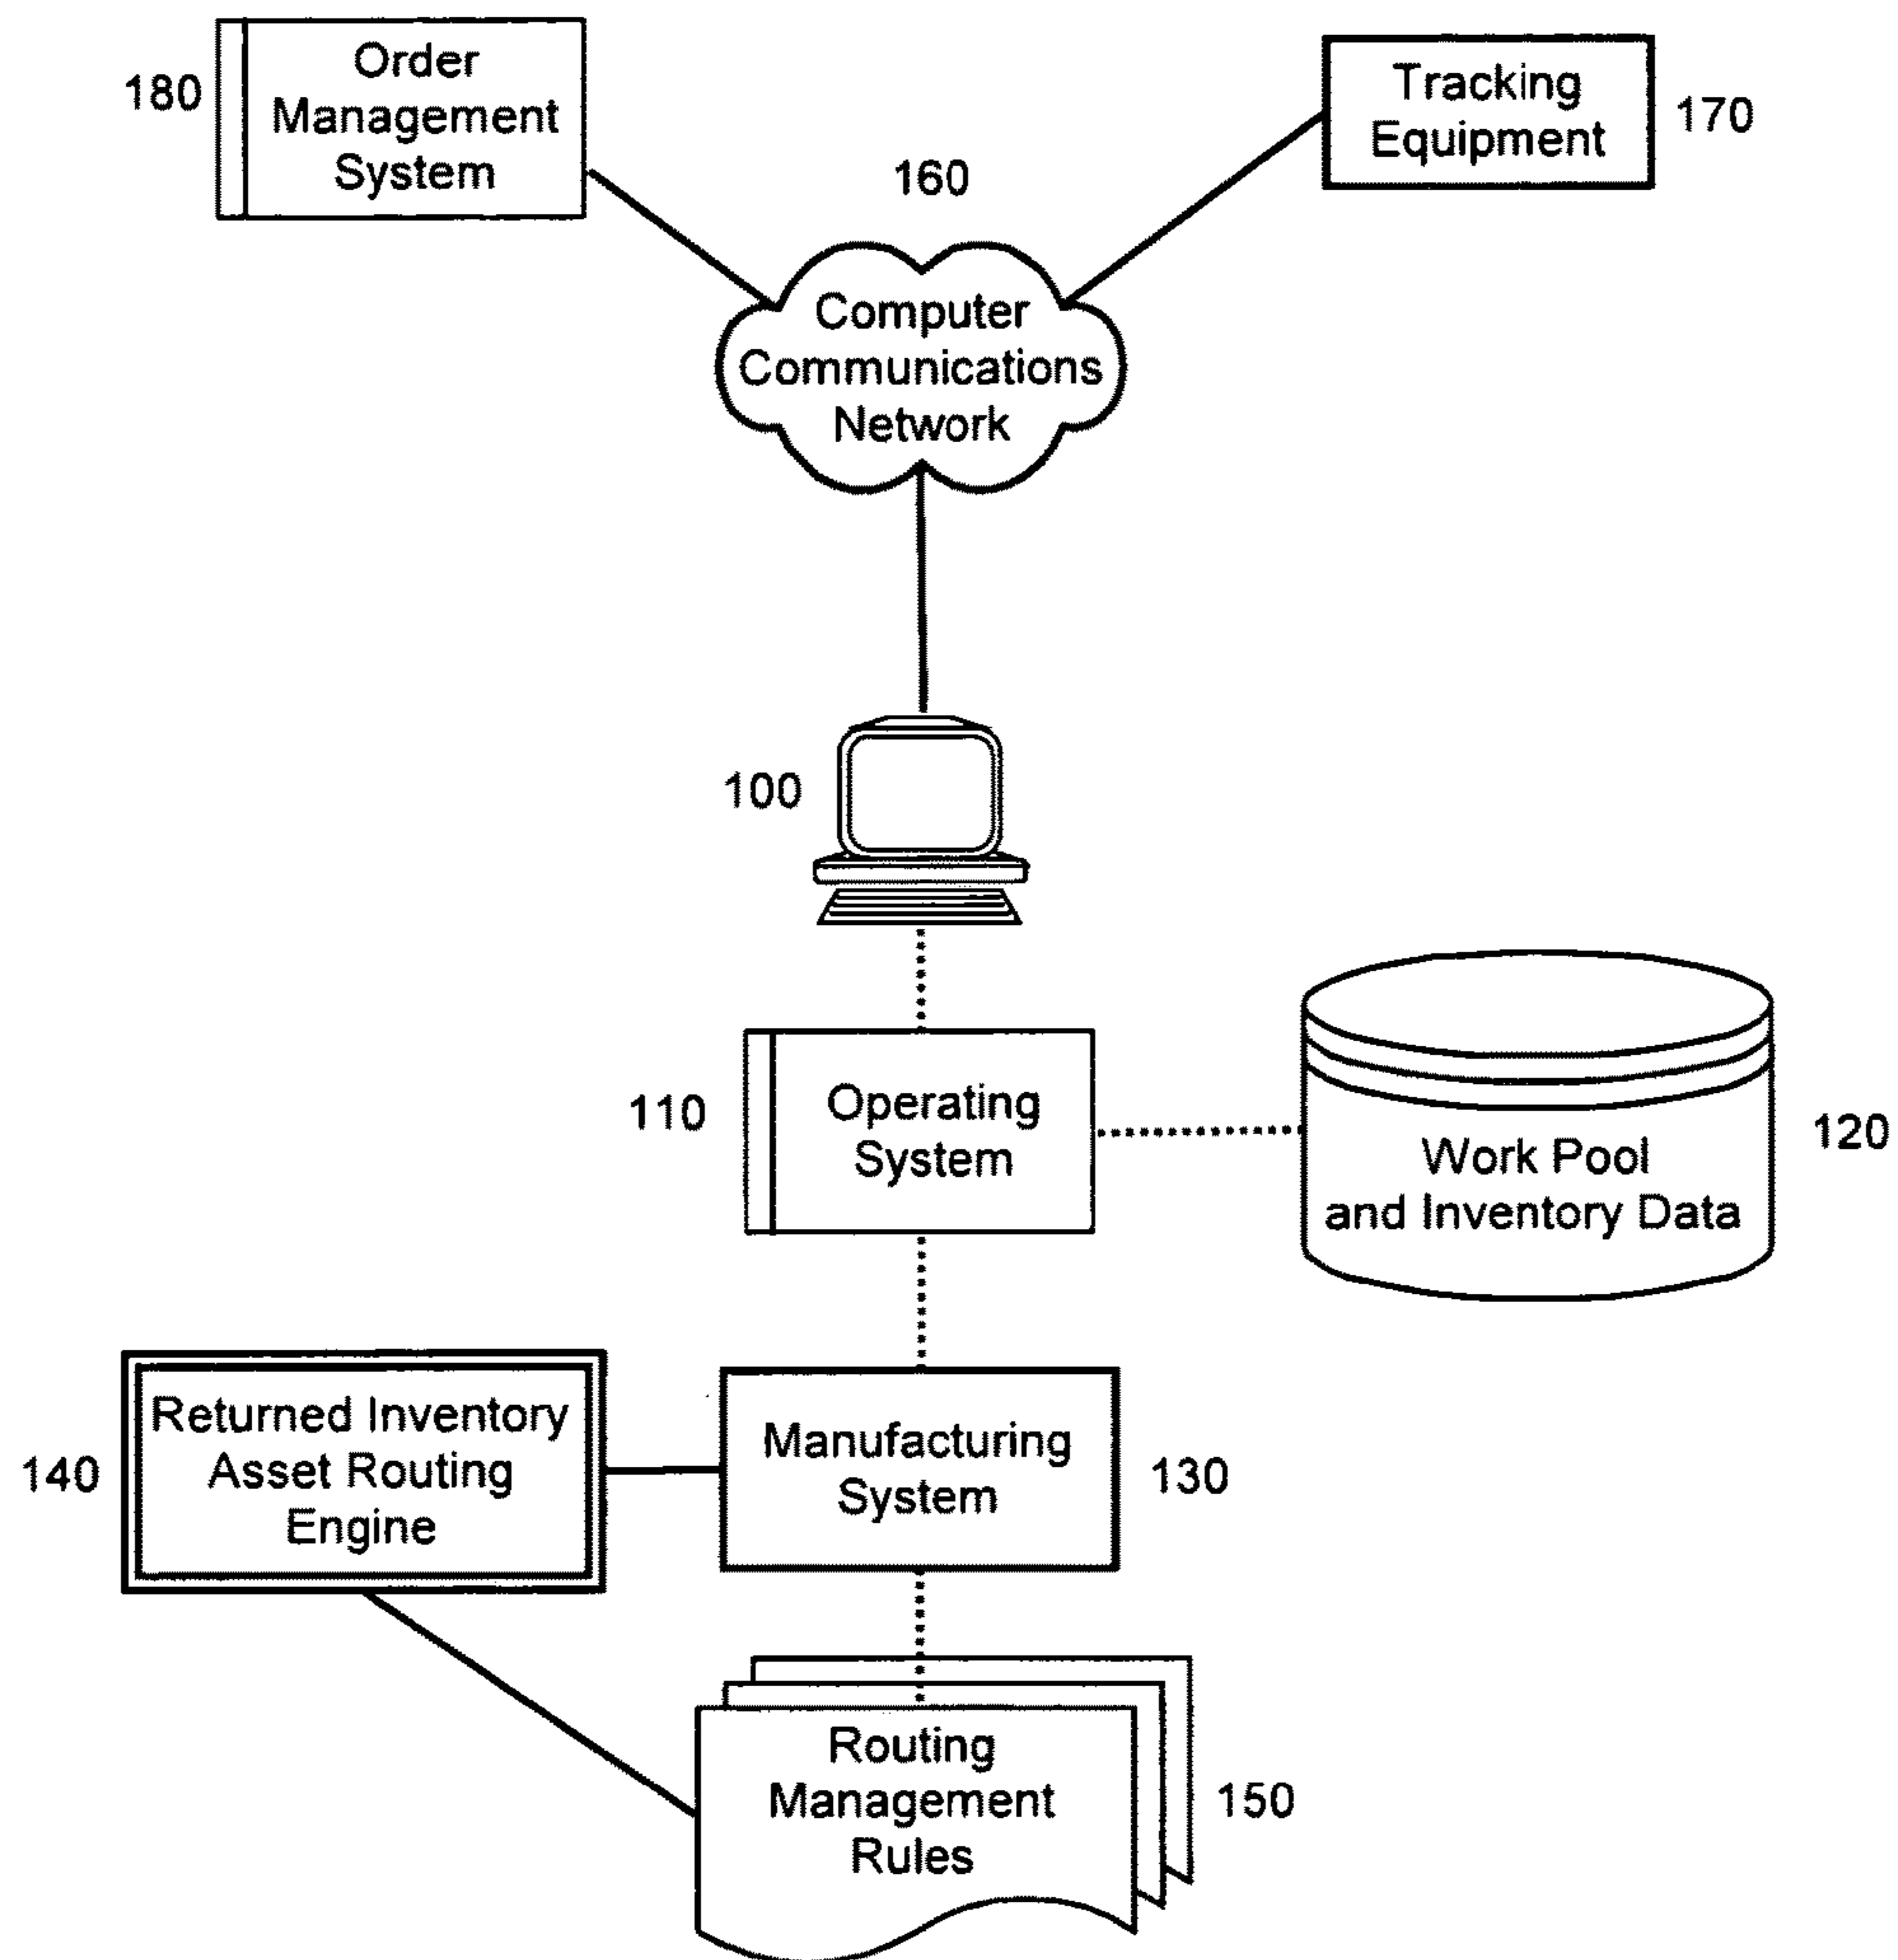 180
Order
Management
System
Tracking
Equipment
170
160
Computer
Communications
Network
100
110
Operating
System
Work Pool
and Inventory Data
120
140
Returned Inventory
Asset Routing
Engine
Manufacturing
System
130
Routing
Management
Rules
150